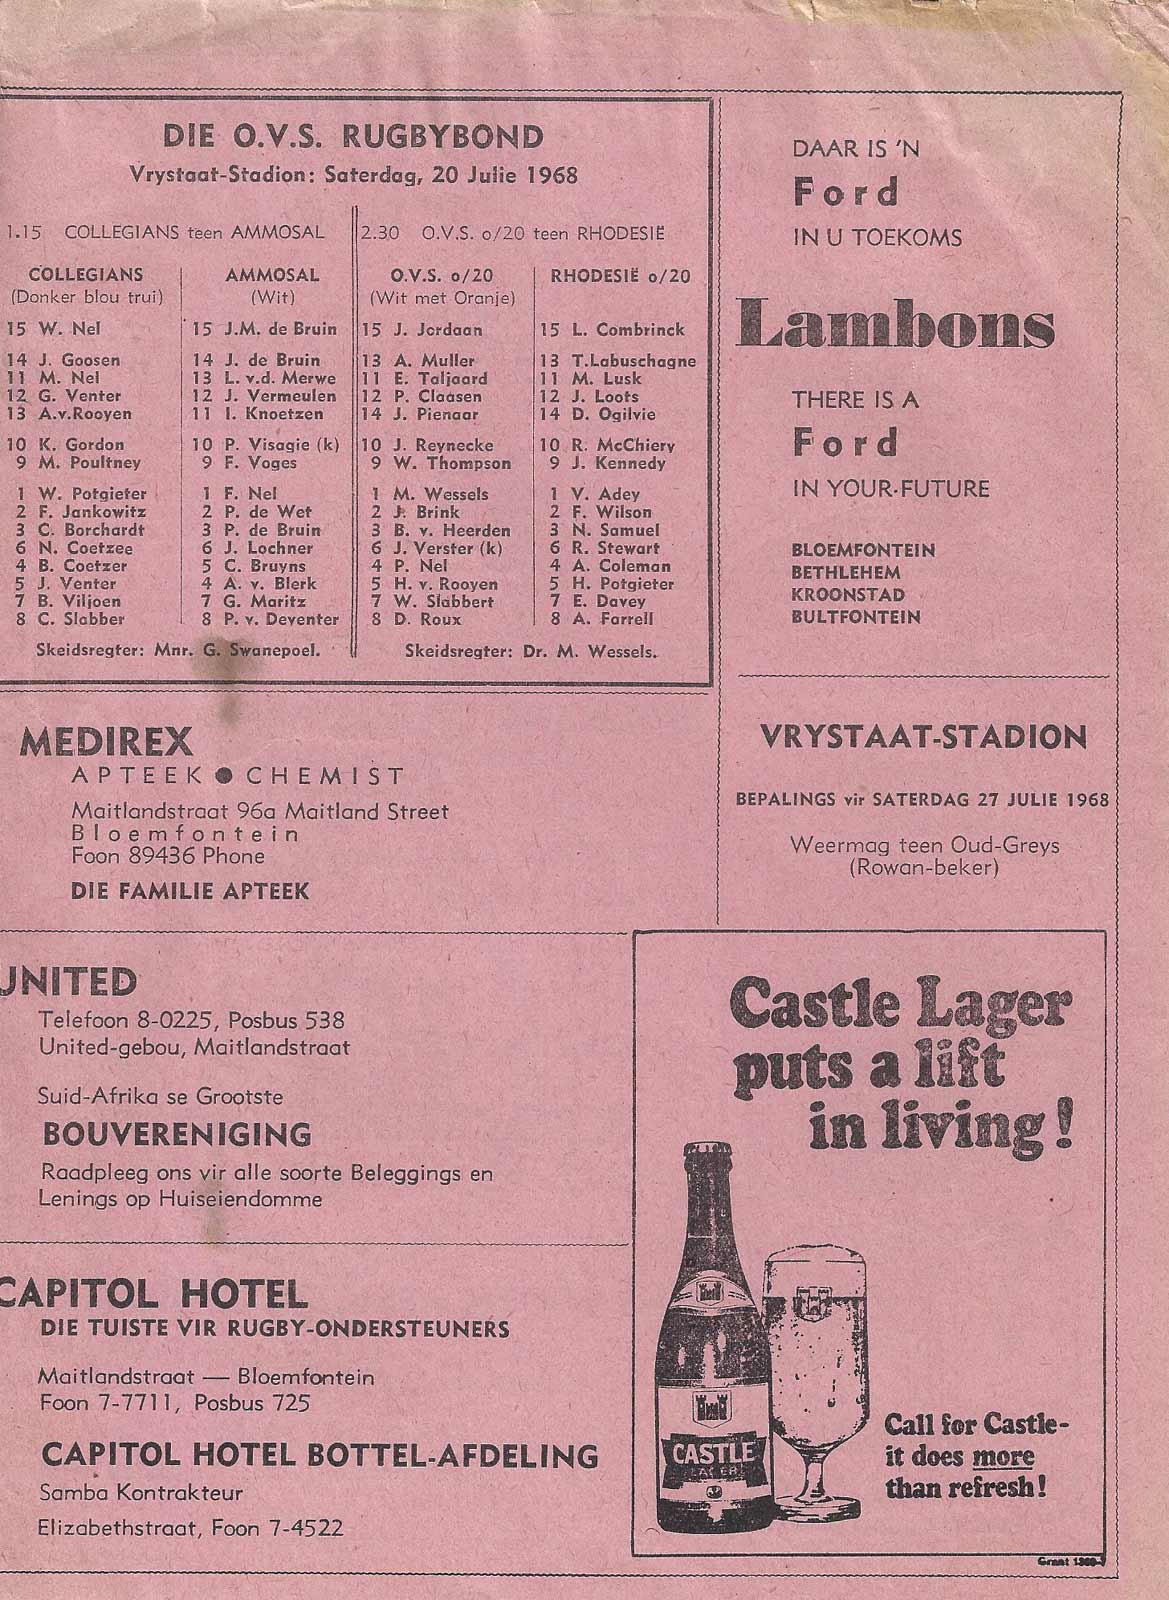 DIE O.V.S. RUGBYBOND
Vrystaat-Stadion: Saterdag, 20 Julie 1968
1.15 COLLEGIANS teen AMMOSAL
COLLEGIANS
(Donker blou trui)
15 W. Nel
14 J. Goosen
11 M. Nel
12 G. Venter
13 A.v.Rooyen
10 K. Gordon
9 M. Poultney
1 W. Potgieter
2 F. Jankowitz
3 C. Borchardt
6 N. Coetzee
4 B. Coetzer
5 J. Venter
7 B. Viljoen
8 C. Slabber
AMMOSAL
(Wit)
15 J.M. de Bruin
14 J. de Bruin
13 L. v.d. Merwe
12 J. Vermeulen
11 I. Knoetzen
10 P. Visagie (k)
9 F. Voges
1 F. Nel
2 P. de Wet
3 P. de Bruin
6 J. Lochner
5 C. Bruyns
4 A. v. Blerk
7 G. Maritz
8 P. v. Deventer
Skeidsregter: Mnr. G. Swanepoel.
2.30 O.V.S. o/20 teen RHODESIË
O.V.S. o/20
(Wit met Oranje)
15 J. Jordaan
13 A. Muller
11 E. Taljaard
12 P. Claasen
14 J. Pienaar
10 J. Reynecke
9 W. Thompson
1 M. Wessels
2 J. Brink
3 B. v. Heerden
6 J. Verster (k)
4 P. Nel
5 H. v. Rooyen
7 W. Slabbert
8 D. Roux
RHODESIË o/20
15 L. Combrinck
13 T.Labuschagne
11 M. Lusk
12 J. Loots
14 D. Ogilvie
10 R. McChiery
9 J. Kennedy
1 V. Adey
2 F. Wilson
3 N. Samuel
6 R. Stewart
4 A. Coleman
5 H. Potgieter
7 E. Davey
8 A. Farrell
Skeidsregter: Dr. M. Wessels.
DAAR IS 'N
Ford
IN U TOEKOMS
Lambons
THERE IS A
Ford
IN YOUR·FUTURE
BLOEMFONTEIN
BETHLEHEM
KROONSTAD
BULTFONTEIN
MEDIREX
APTEEK ● CHEMIST
Maitlandstraat 96a Maitland Street
Bloemfontein
Foon 89436 Phone
DIE FAMILIE APTEEK
VRYSTAAT-STADION
BEPALINGS vir SATERDAG 27 JULIE 1968
Weermag teen Oud-Greys
(Rowan-beker)
UNITED
Telefoon 8-0225, Posbus 538
United-gebou, Maitlandstraat
Suid-Afrika se Grootste
BOUVERENIGING
Raadpleeg ons vir alle soorte Beleggings en
Lenings op Huiseiendomme
CAPITOL HOTEL
DIE TUISTE VIR RUGBY-ONDERSTEUNERS
Maitlandstraat — Bloemfontein
Foon 7-7711, Posbus 725
CAPITOL HOTEL BOTTEL-AFDELING
Samba Kontrakteur
Elizabethstraat, Foon 7-4522
Castle Lager
puts a lift
in living!
CASTLE
LAGER
Call for Castle-
it does more
than refresh!
Grant